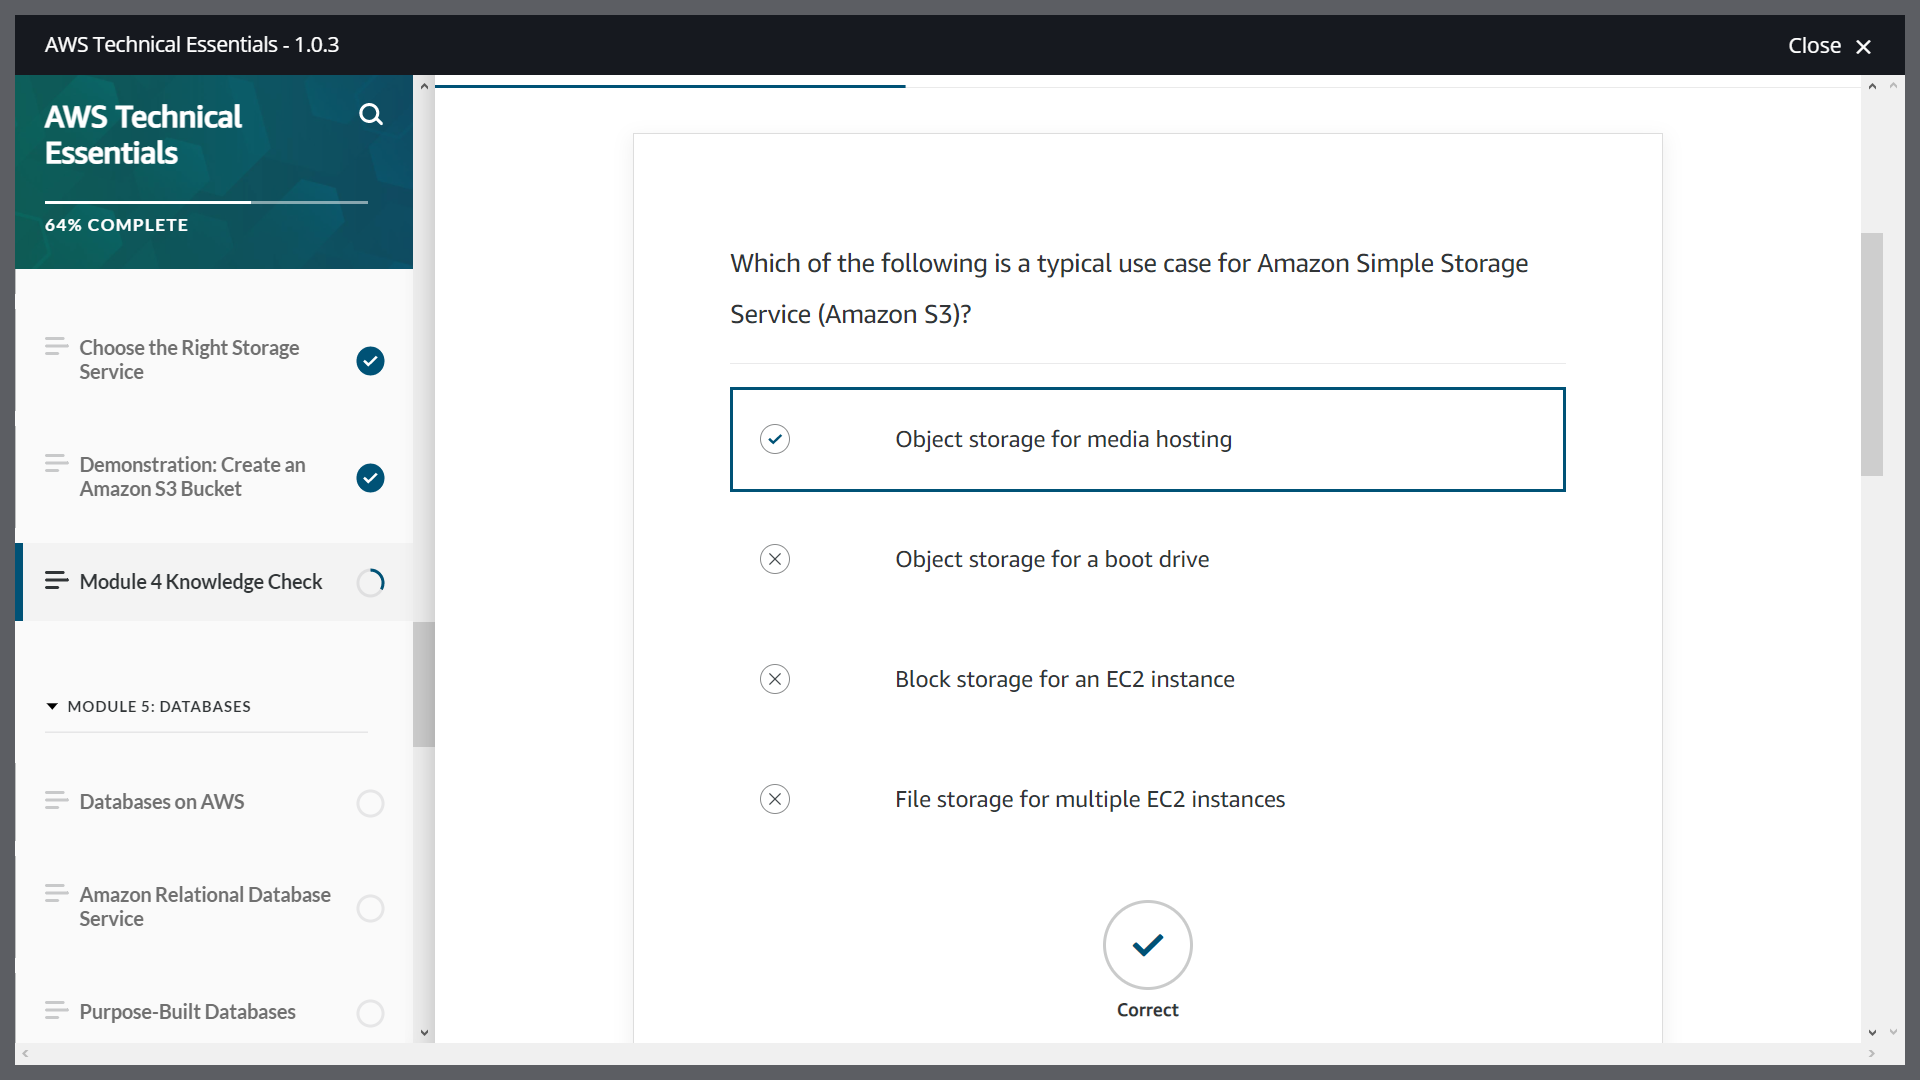 AWS Technical Essentials - 1.0.3
Close
AWS Technical
Essentials
64% COMPLETE
Choose the Right Storage
Service
Demonstration: Create an
Amazon S3 Bucket
Module 4 Knowledge Check
MODULE 5: DATABASES
Databases on AWS
Amazon Relational Database
Service
Purpose-Built Databases
Which of the following is a typical use case for Amazon Simple Storage
Service (Amazon S3)?
Object storage for media hosting
Object storage for a boot drive
Block storage for an EC2 instance
File storage for multiple EC2 instances
Correct